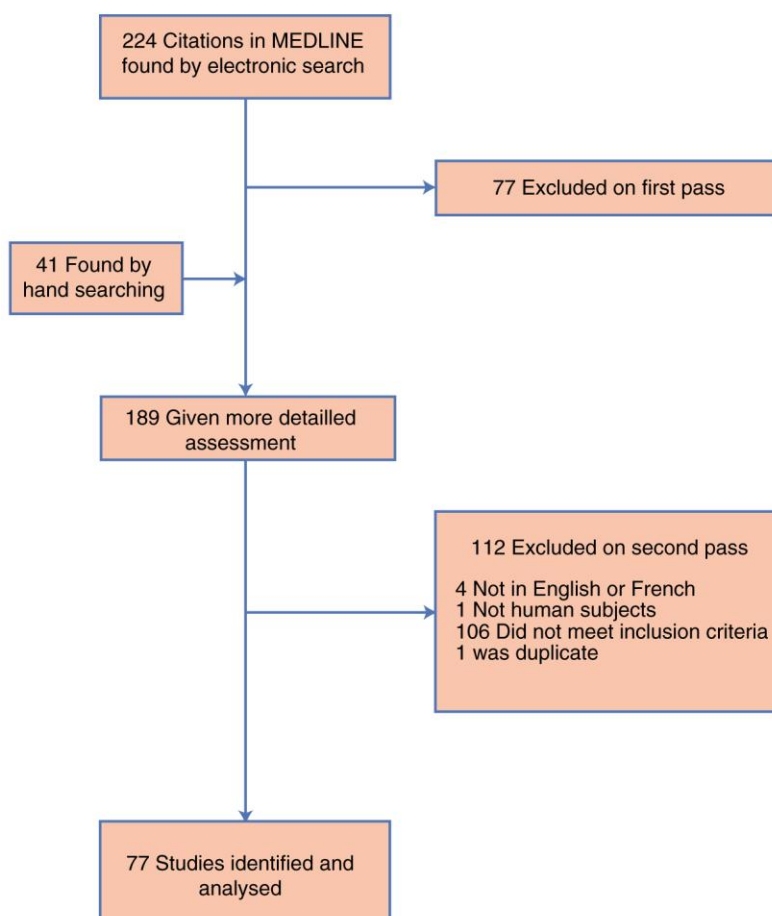 224 Citations in MEDLINE
found by electronic search
77 Excluded on first pass
41 Found by
hand searching
189 Given more detailled
assessment
112 Excluded on second pass
4 Not in English or French
1 Not human subjects
106 Did not meet inclusion criteria
1 was duplicate
77 Studies identified and
analysed